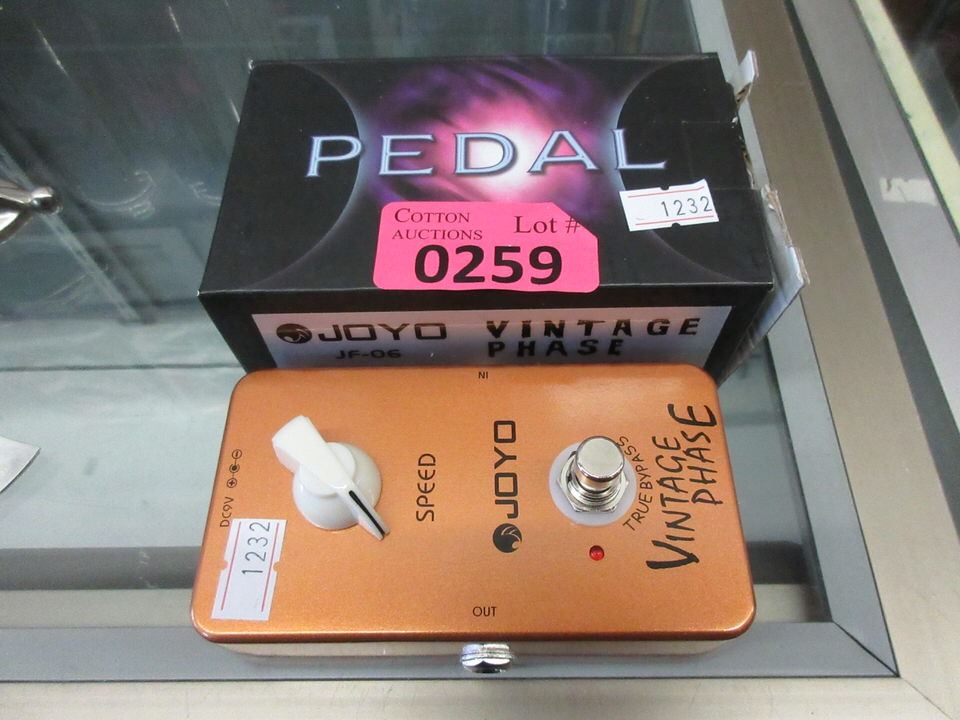 PEDAL
1232
COTTON AUCTIONS
Lot #
0259
JOYO
JF-06
VINTAGE PHASE
IN
DC9V
SPEED
JOYO
TRUE BYPASS
VINTAGE PHASE
1232
OUT